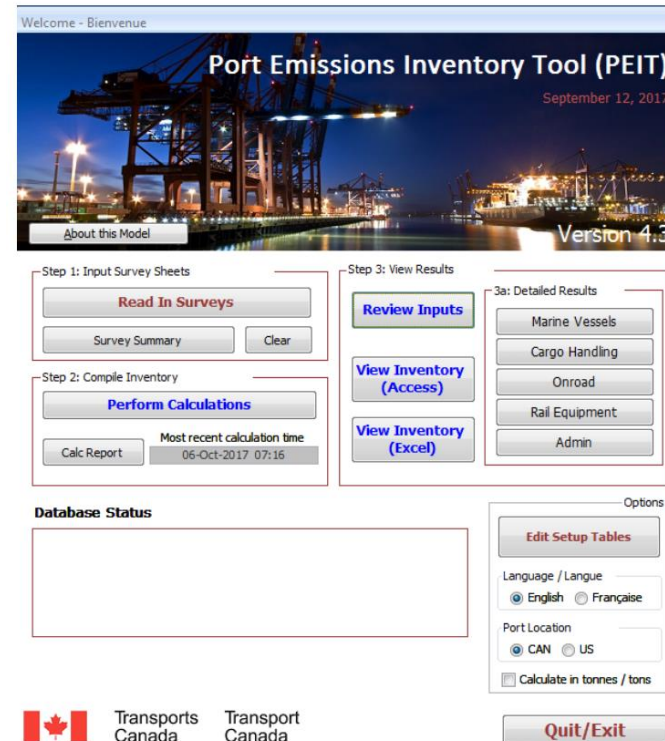 Welcome - Bienvenue
Port Emissions Inventory Tool (PEIT)
September 12, 2017
About this Model
Version 4.3
Step 1: Input Survey Sheets
Read In Surveys
Survey Summary
Clear
Step 2: Compile Inventory
Perform Calculations
Calc Report
Most recent calculation time
06-Oct-2017 07:16
Step 3: View Results
Review Inputs
View Inventory
(Access)
View Inventory
(Excel)
3a: Detailed Results
Marine Vessels
Cargo Handling
Onroad
Rail Equipment
Admin
Database Status
Options
Edit Setup Tables
Language / Langue
English
Française
Port Location
CAN
US
Calculate in tonnes / tons
Transports
Canada
Transport
Canada
Quit/Exit